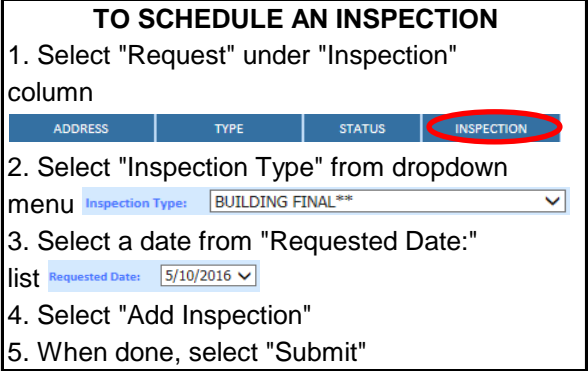 TO SCHEDULE AN INSPECTION
1. Select "Request" under "Inspection"
column
ADDRESS TYPE STATUS INSPECTION
2. Select "Inspection Type" from dropdown
menu Inspection Type: BUILDING FINAL**
3. Select a date from "Requested Date:"
list Requested Date: 5/10/2016
4. Select "Add Inspection"
5. When done, select "Submit"